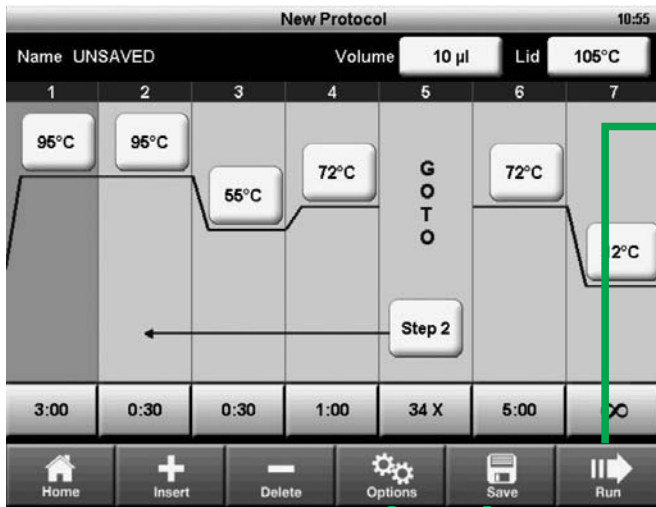 New Protocol 10:55
Name UNSAVED Volume 10 µl Lid 105°C
1 2 3 4 5 6 7
95°C 95°C 55°C 72°C G O T O 72°C 2°C
Step 2
3:00 0:30 0:30 1:00 34 X 5:00 ∞
Home Insert Delete Options Save Run